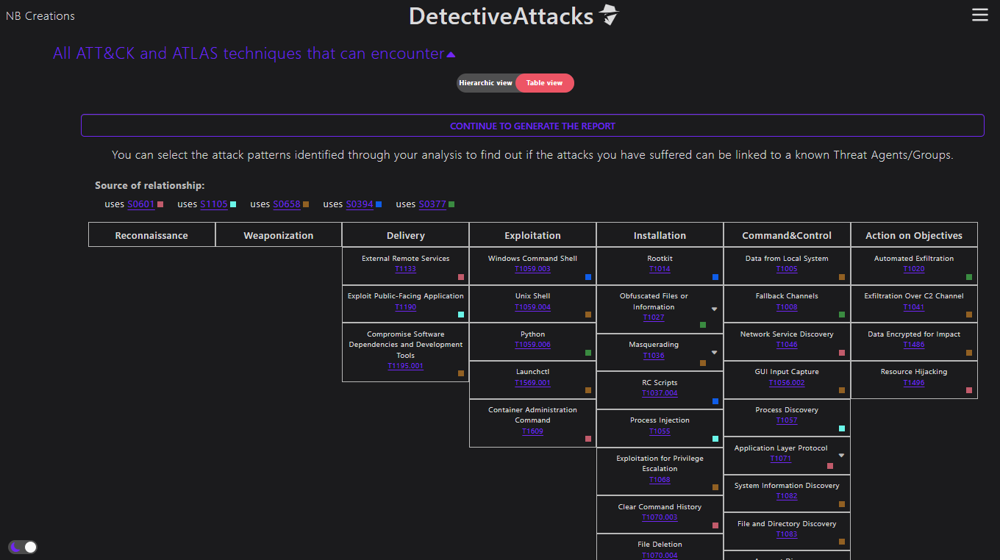 NB Creations
DetectiveAttacks
All ATT&CK and ATLAS techniques that can encounter
Hierarchic view Table view
CONTINUE TO GENERATE THE REPORT
You can select the attack patterns identified through your analysis to find out if the attacks you have suffered can be linked to a known Threat Agents/Groups.
Source of relationship:
uses S0601 uses S1105 uses S0658 uses S0394 uses S0377
Reconnaissance Weaponization Delivery Exploitation Installation Command&Control Action on Objectives
External Remote Services
T1133
Exploit Public-Facing Application
T1190
Compromise Software
Dependencies and Development
Tools
T1195.001
Windows Command Shell
T1059.003
Unix Shell
T1059.004
Python
T1059.006
Launchctl
T1569.001
Container Administration
Command
T1609
Rootkit
T1014
Obfuscated Files or
Information
T1027
Masquerading
T1036
RC Scripts
T1037.004
Process Injection
T1055
Exploitation for Privilege
Escalation
T1068
Clear Command History
T1070.003
File Deletion
T1070.004
Data from Local System
T1005
Fallback Channels
T1008
Network Service Discovery
T1046
GUI Input Capture
T1056.002
Process Discovery
T1057
Application Layer Protocol
T1071
System Information Discovery
T1082
File and Directory Discovery
T1083
Automated Exfiltration
T1020
Exfiltration Over C2 Channel
T1041
Data Encrypted for Impact
T1486
Resource Hijacking
T1496